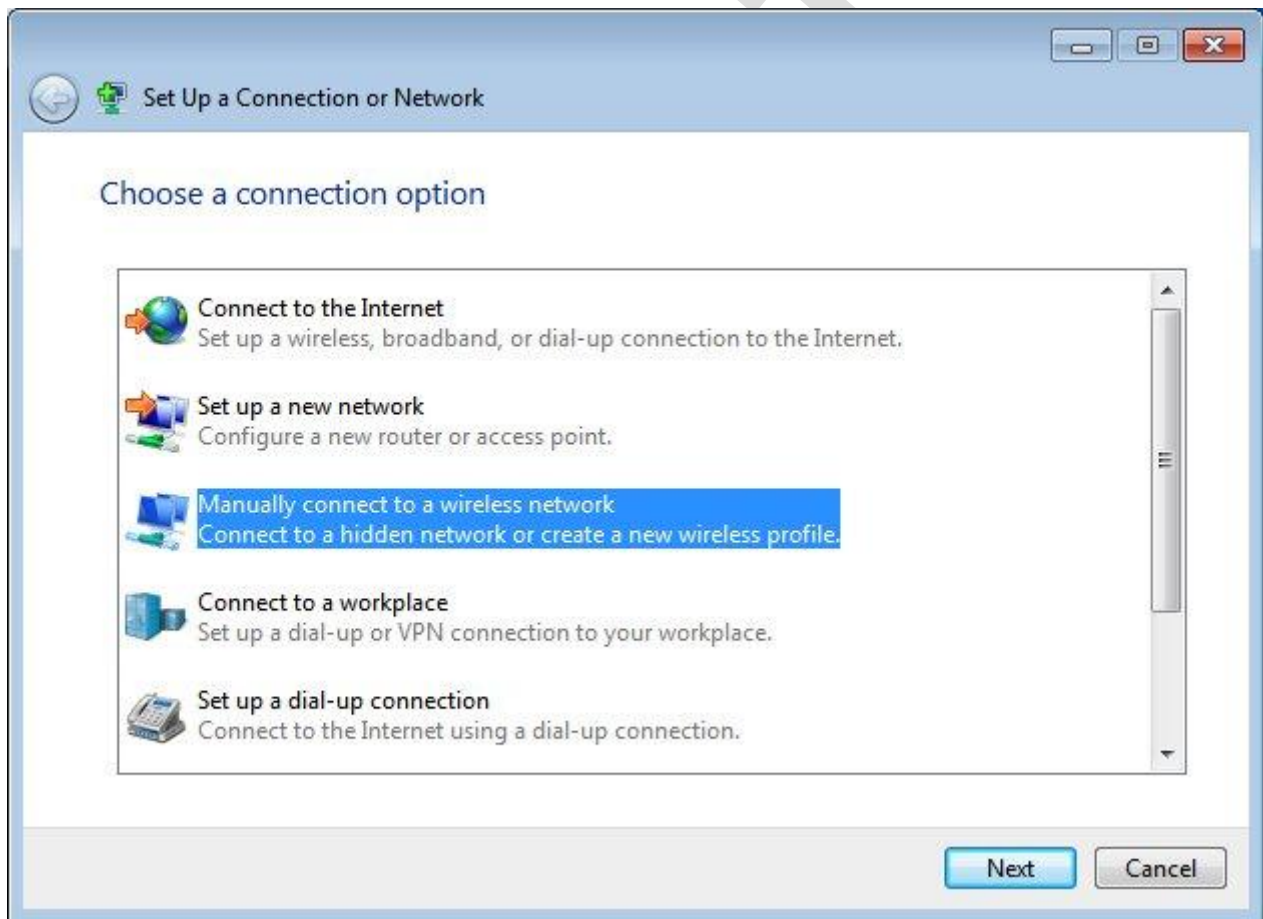 Set Up a Connection or Network
Choose a connection option
Connect to the Internet
Set up a wireless, broadband, or dial-up connection to the Internet.
Set up a new network
Configure a new router or access point.
Manually connect to a wireless network
Connect to a hidden network or create a new wireless profile.
Connect to a workplace
Set up a dial-up or VPN connection to your workplace.
Set up a dial-up connection
Connect to the Internet using a dial-up connection.
Next Cancel